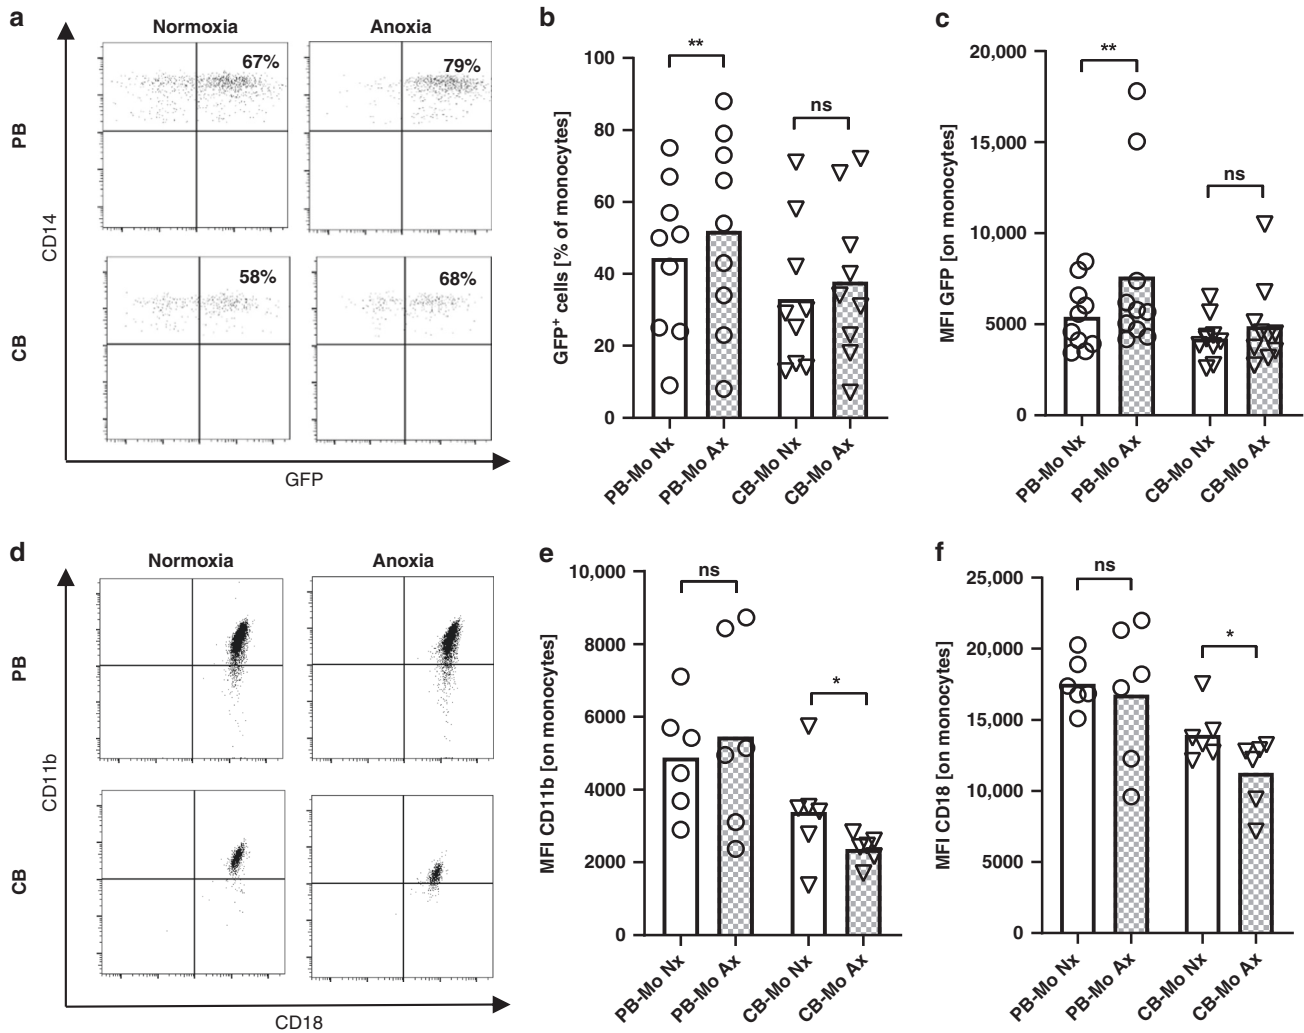 a
Normoxia
Anoxia
PB
67%
79%
CD14
CB
58%
68%
GFP
b
GFP⁺ cells [% of monocytes]
100
80
60
40
20
0
**
ns
PB-Mo Nx
PB-Mo Ax
CB-Mo Nx
CB-Mo Ax
c
MFI GFP [on monocytes]
20,000
15,000
10,000
5000
0
**
ns
PB-Mo Nx
PB-Mo Ax
CB-Mo Nx
CB-Mo Ax
d
Normoxia
Anoxia
PB
CD11b
CB
CD18
e
MFI CD11b [on monocytes]
10,000
8000
6000
4000
2000
0
ns
*
PB-Mo Nx
PB-Mo Ax
CB-Mo Nx
CB-Mo Ax
f
MFI CD18 [on monocytes]
25,000
20,000
15,000
10,000
5000
0
ns
*
PB-Mo Nx
PB-Mo Ax
CB-Mo Nx
CB-Mo Ax